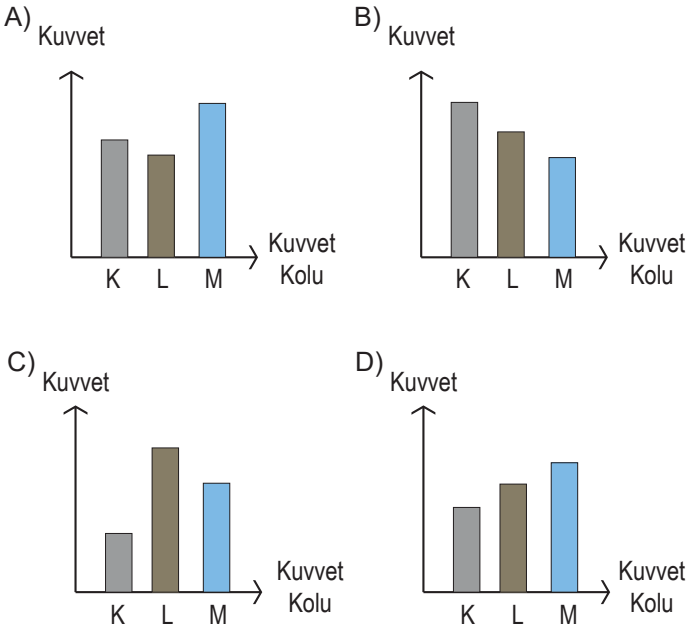 A)
Kuvvet
Kuvvet
Kolu
K L M
B)
Kuvvet
Kuvvet
Kolu
K L M
C)
Kuvvet
Kuvvet
Kolu
K L M
D)
Kuvvet
Kuvvet
Kolu
K L M